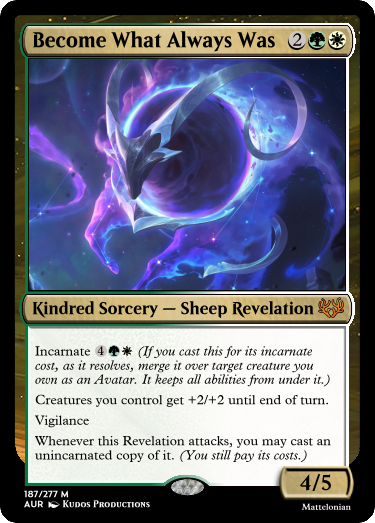 Become What Always Was 2
Kindred Sorcery — Sheep Revelation
Incarnate 4 (If you cast this for its incarnate
cost, as it resolves, merge it over target creature you
own as an Avatar. It keeps all abilities from under it.)
Creatures you control get +2/+2 until end of turn.
Vigilance
Whenever this Revelation attacks, you may cast an
unincarnated copy of it. (You still pay its costs.)
4/5
187/277 M
AUR Kudos Productions
Mattelonian